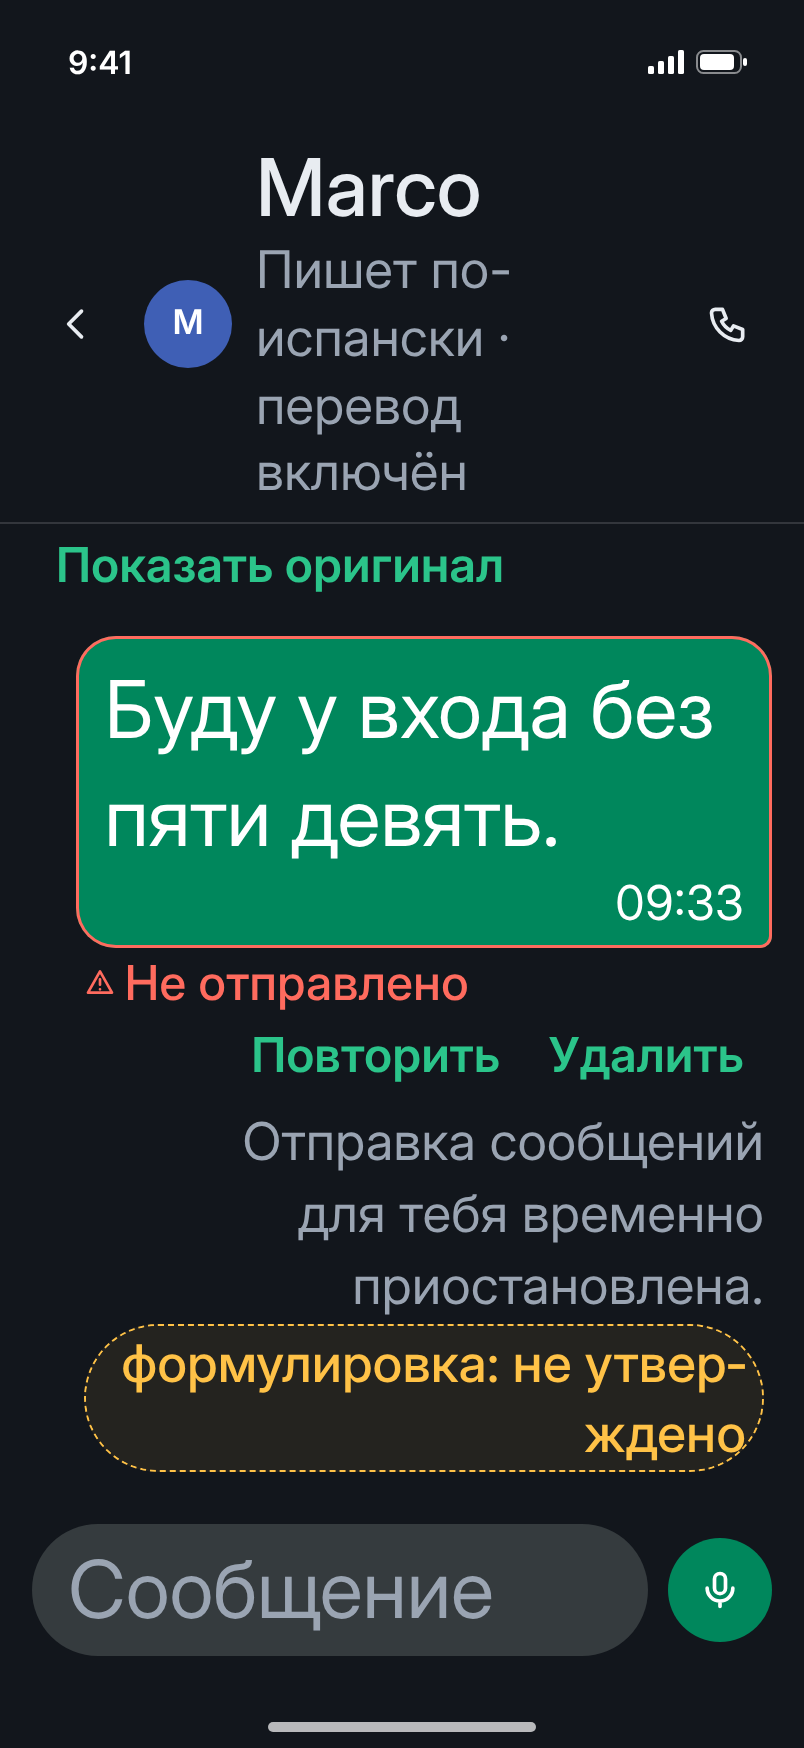 9:41
Marco
Пишет по-
испански ·
перевод
включён
M
Показать оригинал
Буду у входа без
пяти девять.
09:33
Не отправлено
Повторить Удалить
Отправка сообщений
для тебя временно
приостановлена.
формулировка: не утвер-
ждено
Сообщение